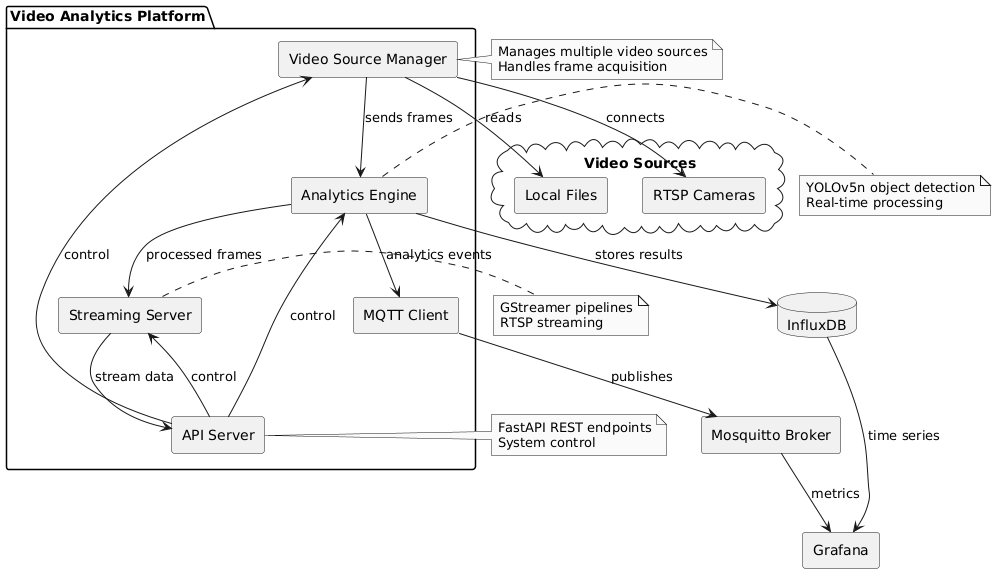 Video Analytics Platform
Video Source Manager
Manages multiple video sources
Handles frame acquisition
sends frames
reads
connects
Video Sources
Local Files
RTSP Cameras
Analytics Engine
YOLOv5n object detection
Real-time processing
control
processed frames
analytics events
stores results
Streaming Server
control
MQTT Client
GStreamer pipelines
RTSP streaming
InfluxDB
stream data
control
publishes
API Server
FastAPI REST endpoints
System control
Mosquitto Broker
time series
metrics
Grafana